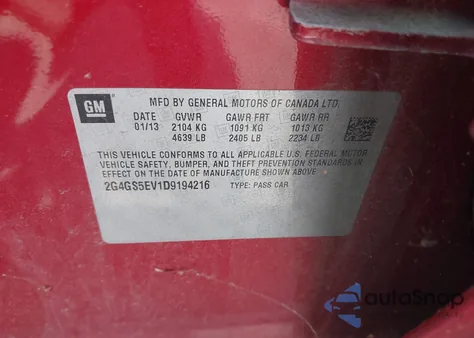 GM
MFD BY GENERAL MOTORS OF CANADA LTD.
DATE GVWR GAWR FRT GAWR RR
01/13 2104 KG 1091 KG 1013 KG
4639 LB 2405 LB 2234 LB
THIS VEHICLE CONFORMS TO ALL APPLICABLE U.S. FEDERAL MOTOR
VEHICLE SAFETY, BUMPER, AND THEFT PREVENTION STANDARDS IN
EFFECT ON THE DATE OF MANUFACTURE SHOWN ABOVE.
2G4GS5EV1D9194216 TYPE: PASS CAR
autoSnap